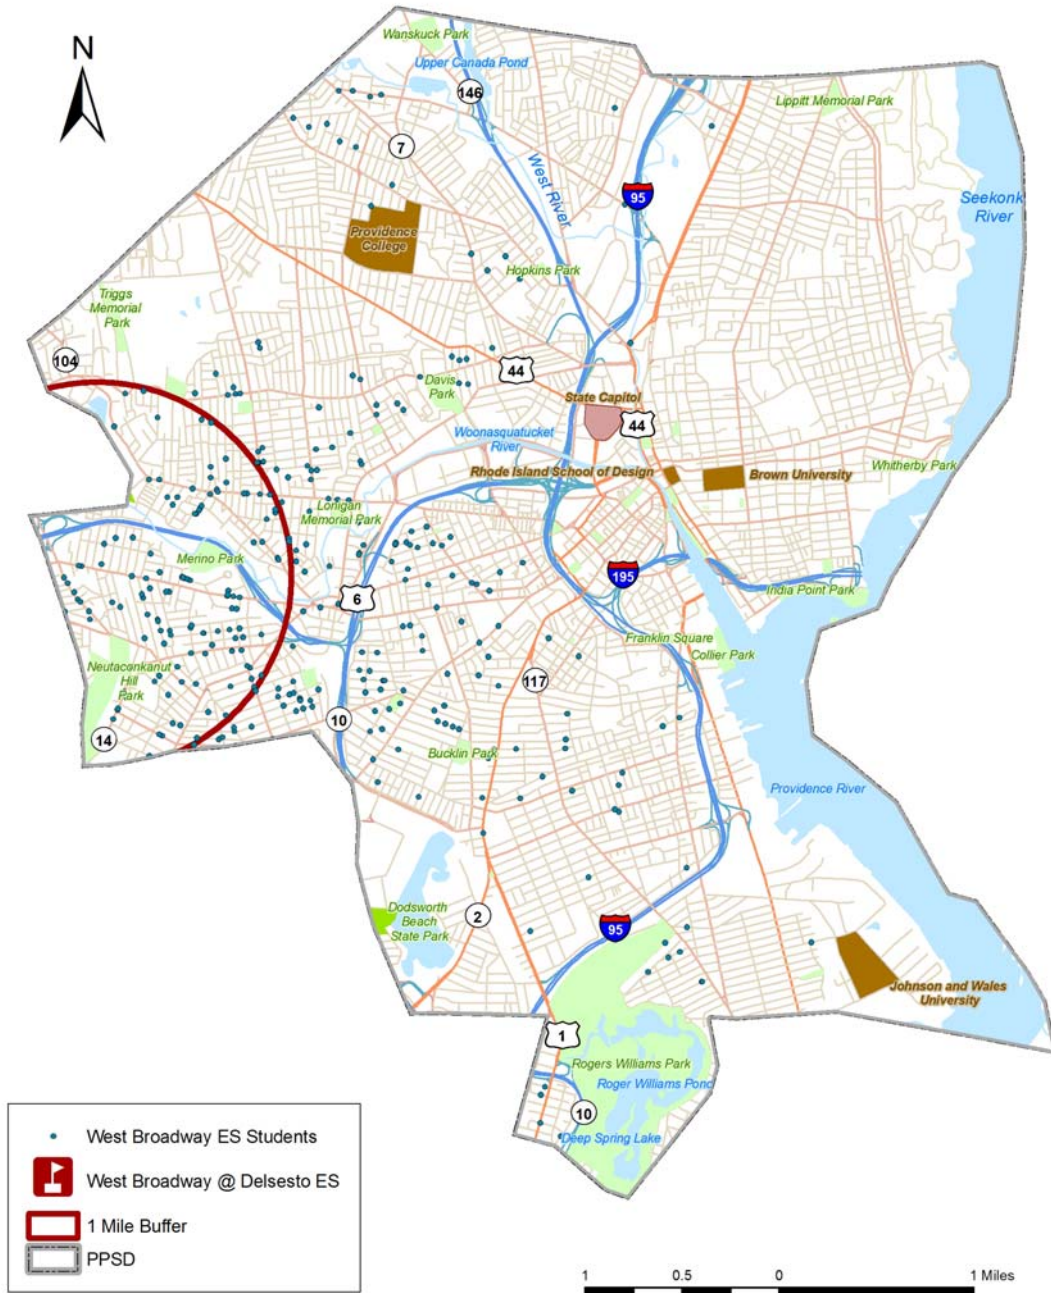 Wanskuck Park
N
Upper Canada Pond
146
Lippitt Memorial Park
7
West River
95
Seekonk
River
Providence
College
Hopkins Park
Triggs
Memorial
Park
104
44
Davis
Park
State Capitol
44
Woonasquatucket
River
Rhode Island School of Design
Brown University
Whitherby Park
Lonigan
Memorial Park
Merino Park
195
6
India Point Park
Franklin Square
Collier Park
Neutaconkanut
Hill
Park
117
10
14
Bucklin Park
Providence River
Dodsworth
Beach
State Park
2
95
Johnson and Wales
University
1
Rogers Williams Park
Roger Williams Pond
10
Deep Spring Lake
West Broadway ES Students
West Broadway @ Delsesto ES
1 Mile Buffer
PPSD
1 0.5 0 1 Miles